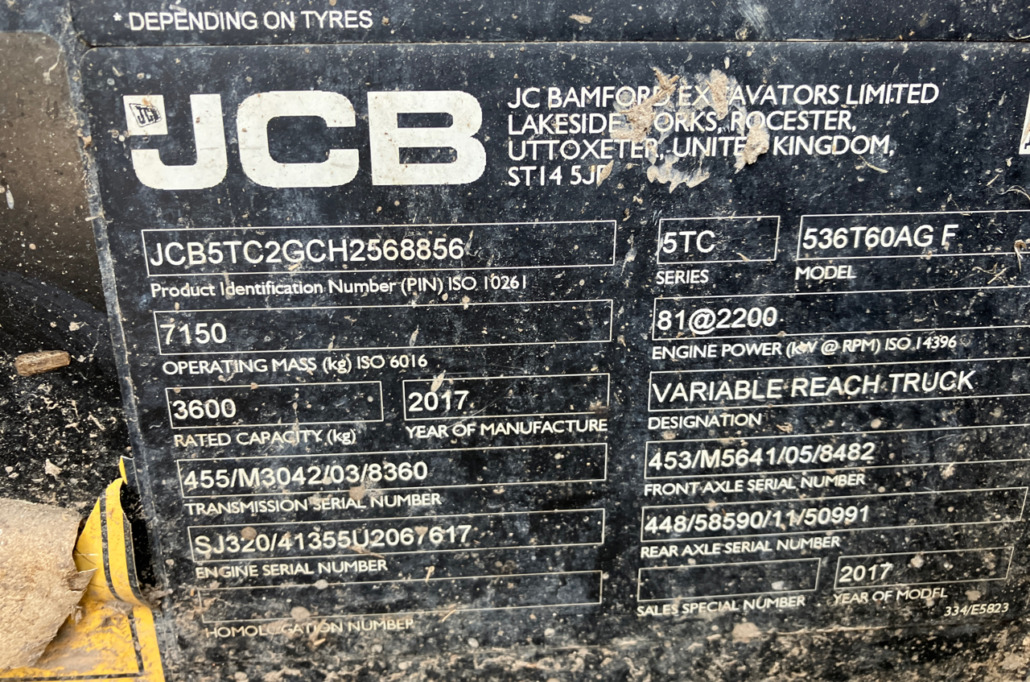 * DEPENDING ON TYRES
JCB
JCB
JC BAMFORD EXCAVATORS LIMITED
LAKESIDE WORKS, ROCESTER,
UTTOXETER, UNITED KINGDOM,
ST14 5JP
JCB5TC2GCH2568856
Product Identification Number (PIN) ISO 10261
5TC
SERIES
536T60AG F
MODEL
7150
OPERATING MASS (kg) ISO 6016
81@2200
ENGINE POWER (kW @ RPM) ISO 14396
3600
RATED CAPACITY (kg)
2017
YEAR OF MANUFACTURE
VARIABLE REACH TRUCK
DESIGNATION
455/M3042/03/8360
TRANSMISSION SERIAL NUMBER
453/M5641/05/8482
FRONT AXLE SERIAL NUMBER
SJ320/41355U2067617
ENGINE SERIAL NUMBER
448/58590/11/50991
REAR AXLE SERIAL NUMBER
HOMOLOGATION NUMBER
SALES SPECIAL NUMBER
2017
YEAR OF MODEL
334/E5823